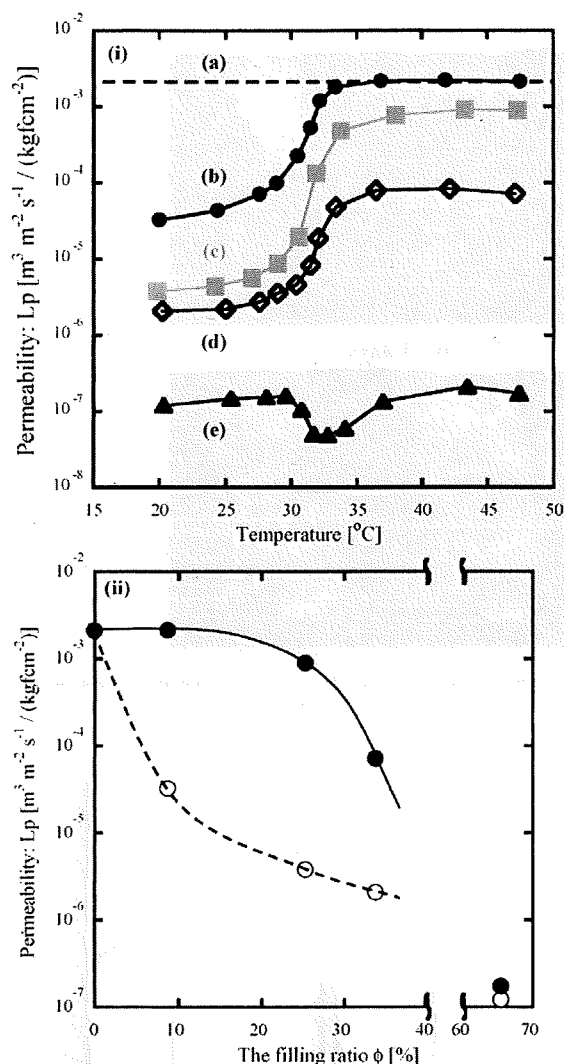 (i)
(a)
(b)
(c)
(d)
(e)
10⁻²
10⁻³
10⁻⁴
10⁻⁵
10⁻⁶
10⁻⁷
10⁻⁸
Permeability: Lp [m³ m⁻² s⁻¹ / (kgfcm⁻²)]
15 20 25 30 35 40 45 50
Temperature [°C]
(ii)
10⁻²
10⁻³
10⁻⁴
10⁻⁵
10⁻⁶
10⁻⁷
Permeability: Lp [m³ m⁻² s⁻¹ / (kgfcm⁻²)]
0 10 20 30 40 60 70
The filling ratio ϕ [%]